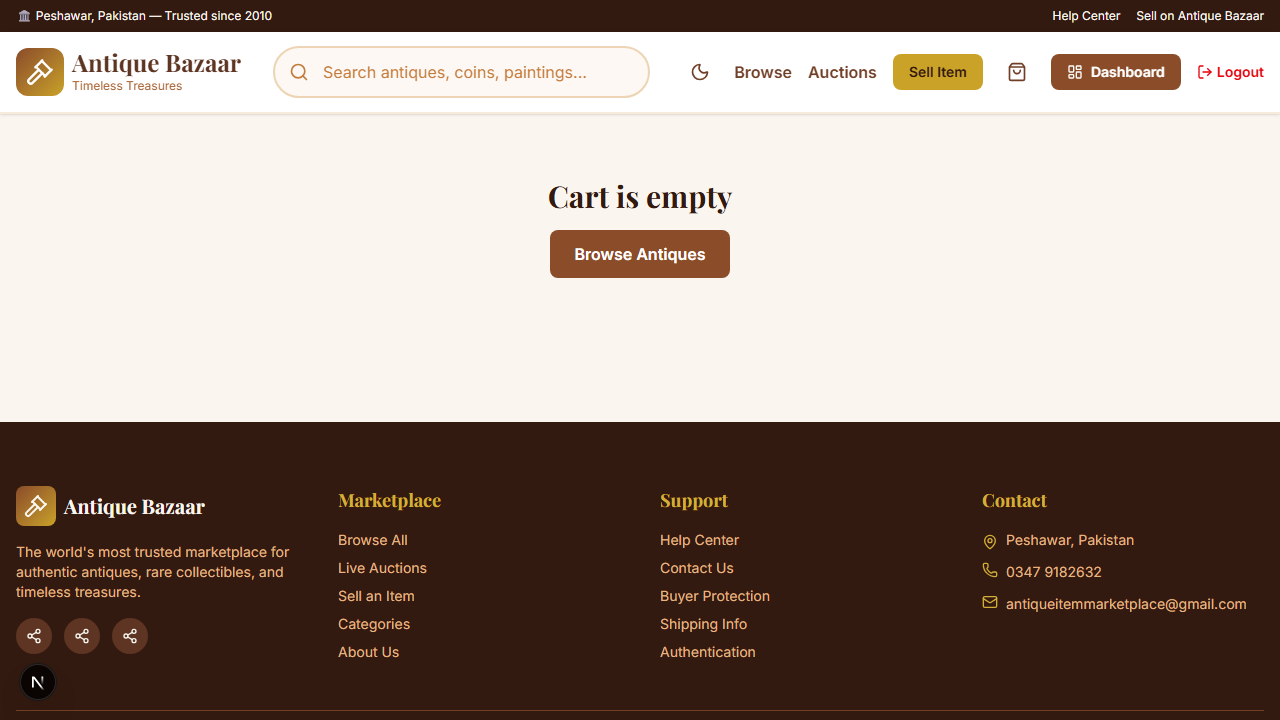 🏛️ Peshawar, Pakistan — Trusted since 2010
Help Center
Sell on Antique Bazaar
Antique Bazaar
Timeless Treasures
Search antiques, coins, paintings...
Browse
Auctions
Sell Item
Dashboard
Logout
Cart is empty
Browse Antiques
Antique Bazaar
The world's most trusted marketplace for
authentic antiques, rare collectibles, and
timeless treasures.
N
Marketplace
Browse All
Live Auctions
Sell an Item
Categories
About Us
Support
Help Center
Contact Us
Buyer Protection
Shipping Info
Authentication
Contact
Peshawar, Pakistan
0347 9182632
antiqueitemmarketplace@gmail.com